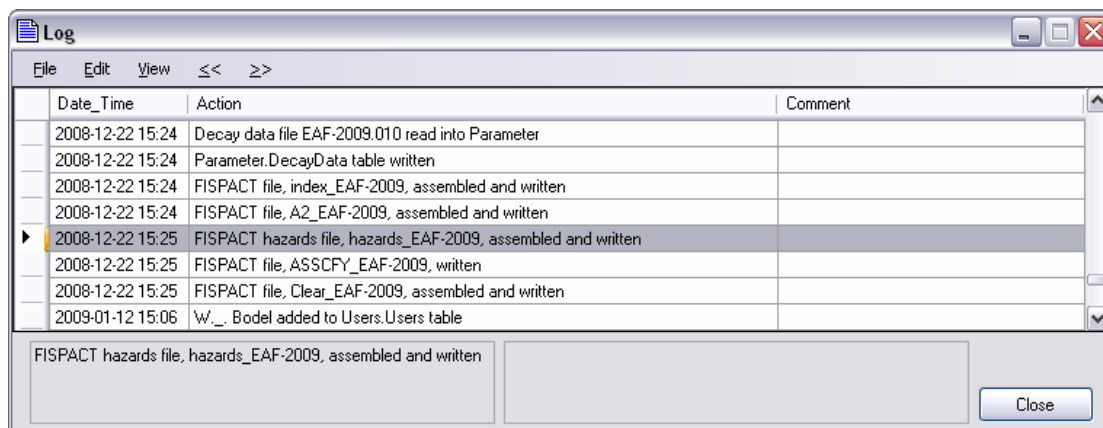 Log
File Edit View << >>
Date_Time Action Comment
2008-12-22 15:24 Decay data file EAF-2009.010 read into Parameter
2008-12-22 15:24 Parameter.DecayData table written
2008-12-22 15:24 FISPACT file, index_EAF-2009, assembled and written
2008-12-22 15:24 FISPACT file, A2_EAF-2009, assembled and written
2008-12-22 15:25 FISPACT hazards file, hazards_EAF-2009, assembled and written
2008-12-22 15:25 FISPACT file, ASSCFY_EAF-2009, written
2008-12-22 15:25 FISPACT file, Clear_EAF-2009, assembled and written
2009-01-12 15:06 W._. Bodel added to Users.Users table
FISPACT hazards file, hazards_EAF-2009, assembled and written
Close